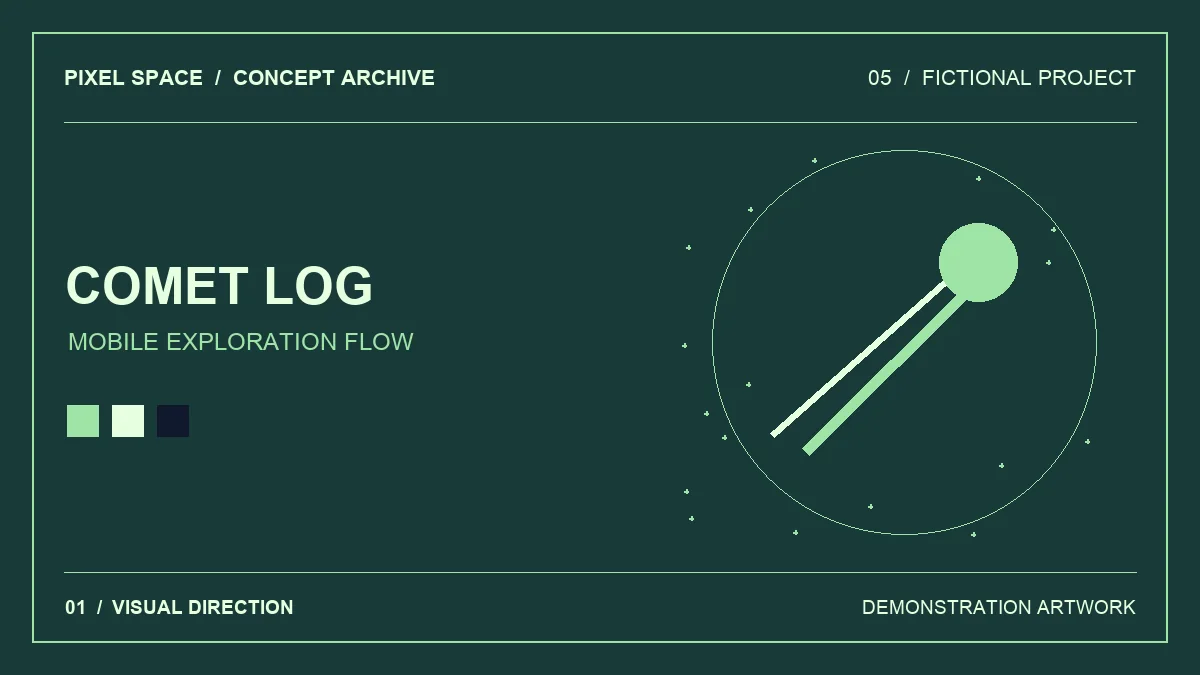 PIXEL SPACE / CONCEPT ARCHIVE
05 / FICTIONAL PROJECT
COMET LOG
MOBILE EXPLORATION FLOW
01 / VISUAL DIRECTION
DEMONSTRATION ARTWORK